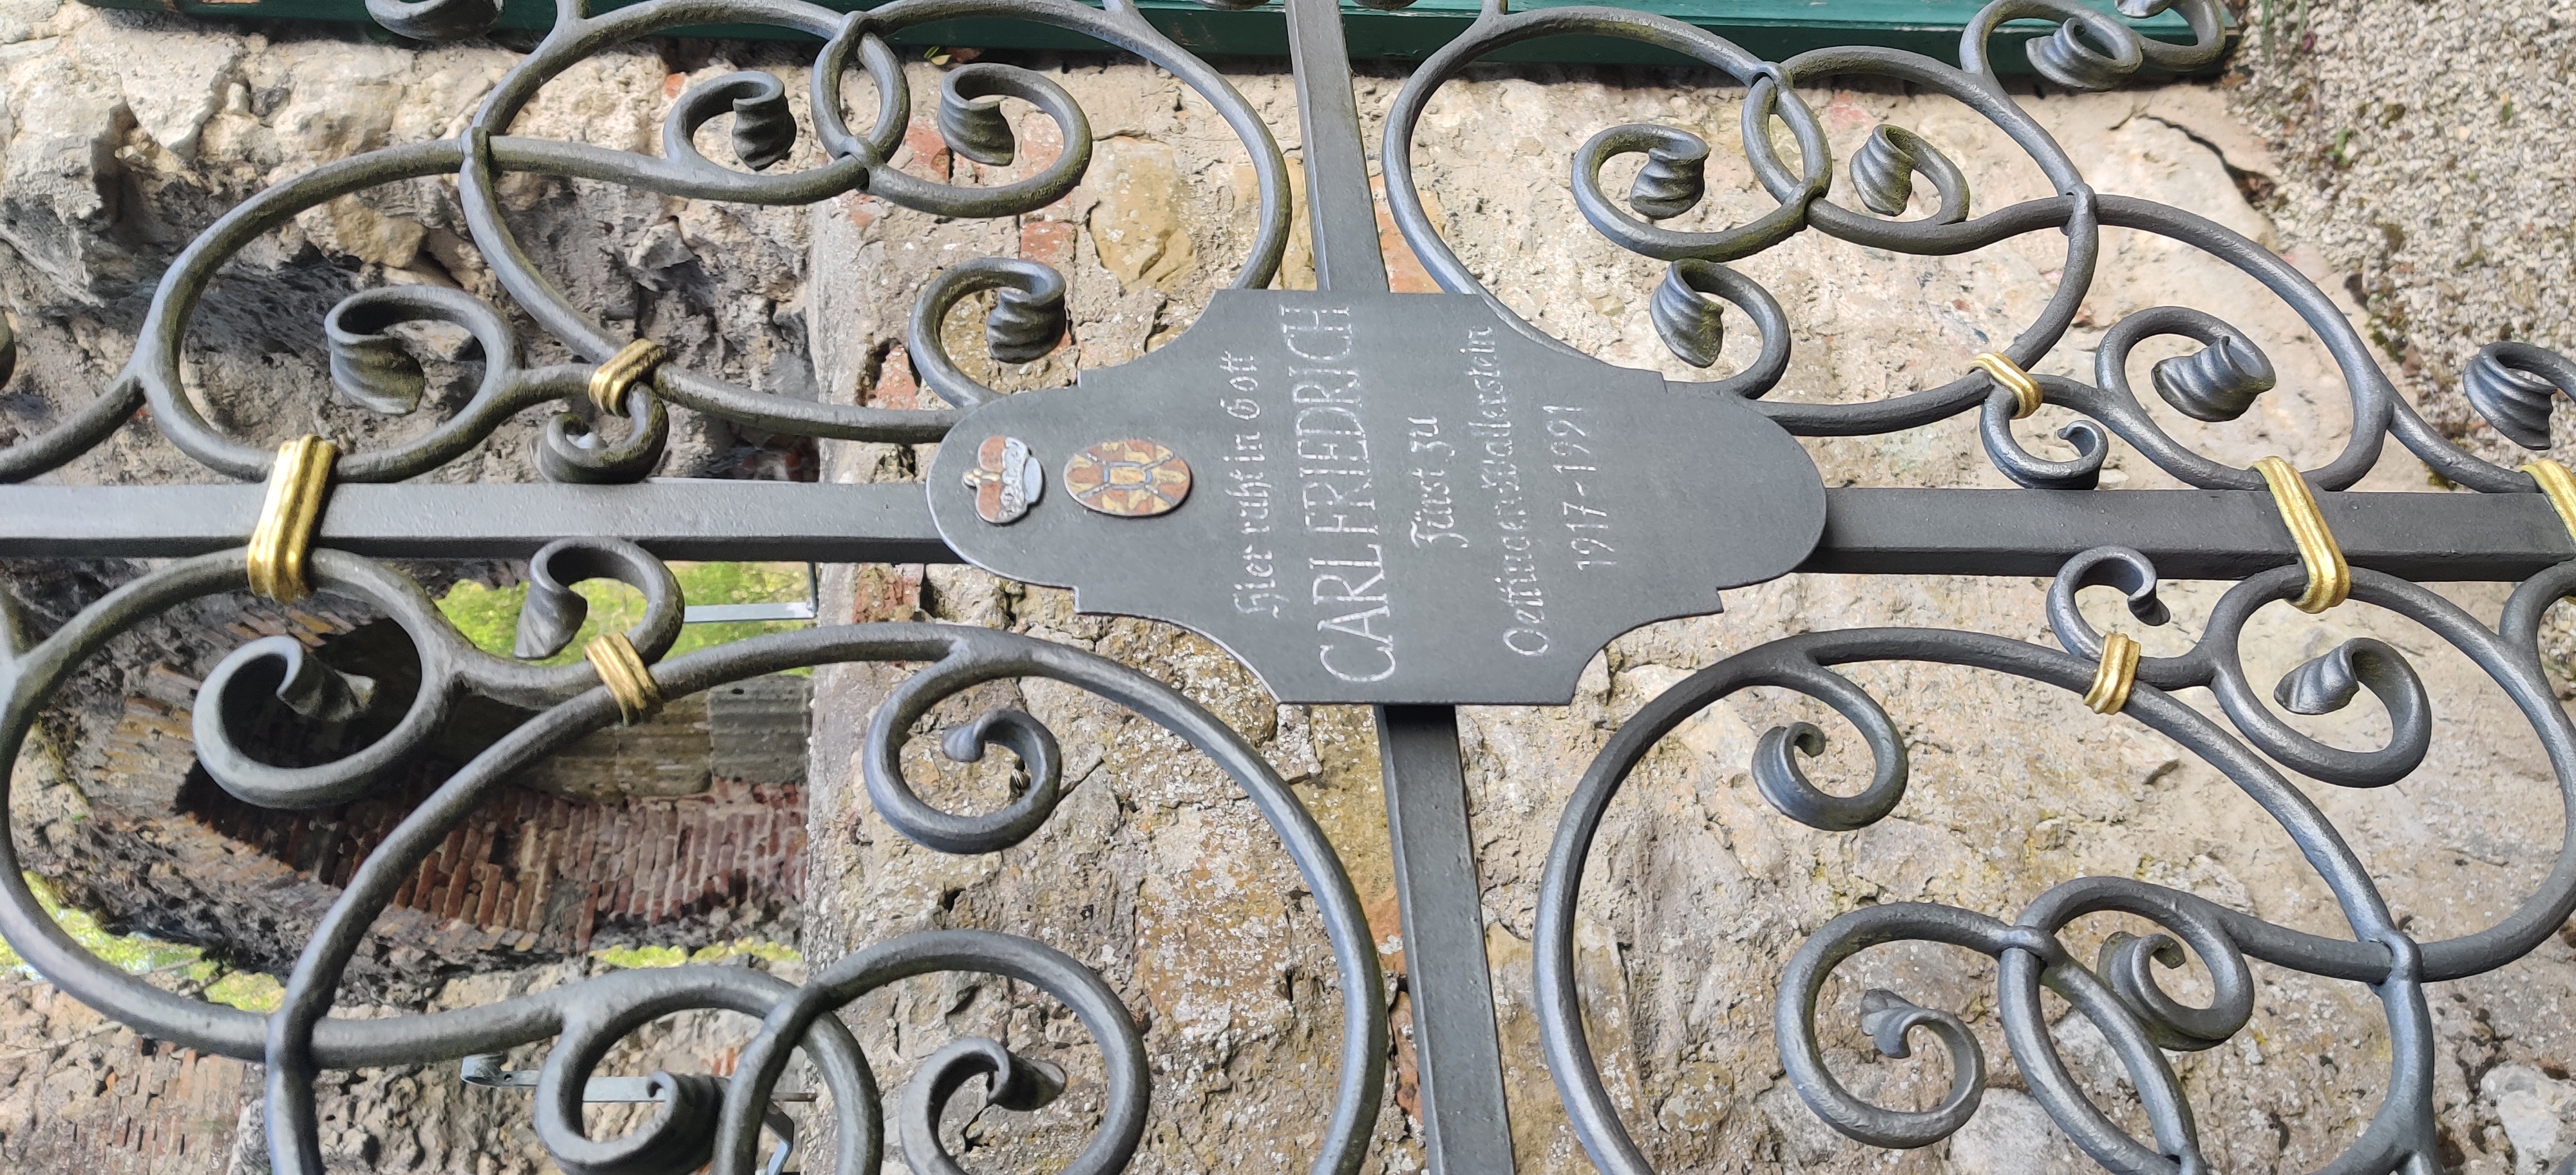 Hier ruht in Gott
CARL FRIEDRICH
Fürst zu
Oettingen-Wallerstein
1917-1991